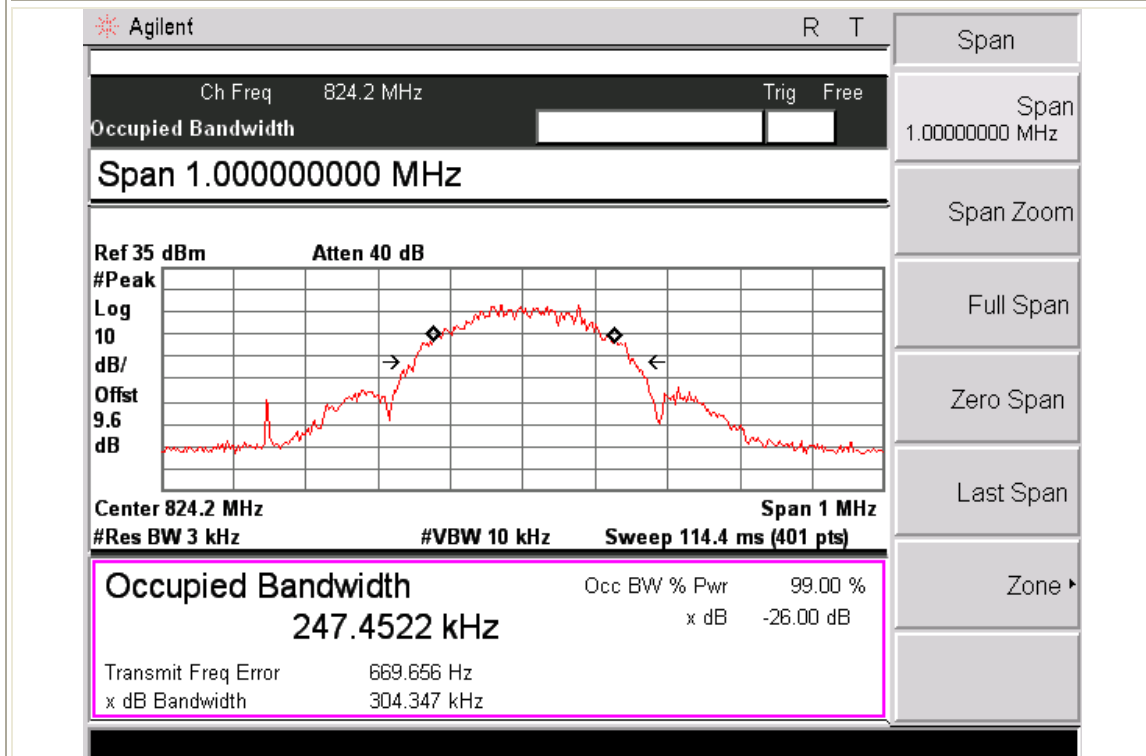 Agilent
R T
Ch Freq 824.2 MHz
Trig Free
Occupied Bandwidth
Span 1.000000000 MHz
Ref 35 dBm
Atten 40 dB
#Peak
Log
10
dB/
Offst
9.6
dB
Center 824.2 MHz
Span 1 MHz
#Res BW 3 kHz
#VBW 10 kHz
Sweep 114.4 ms (401 pts)
Occupied Bandwidth
247.4522 kHz
Occ BW % Pwr 99.00 %
x dB -26.00 dB
Transmit Freq Error 669.656 Hz
x dB Bandwidth 304.347 kHz
Span
Span
1.00000000 MHz
Span Zoom
Full Span
Zero Span
Last Span
Zone